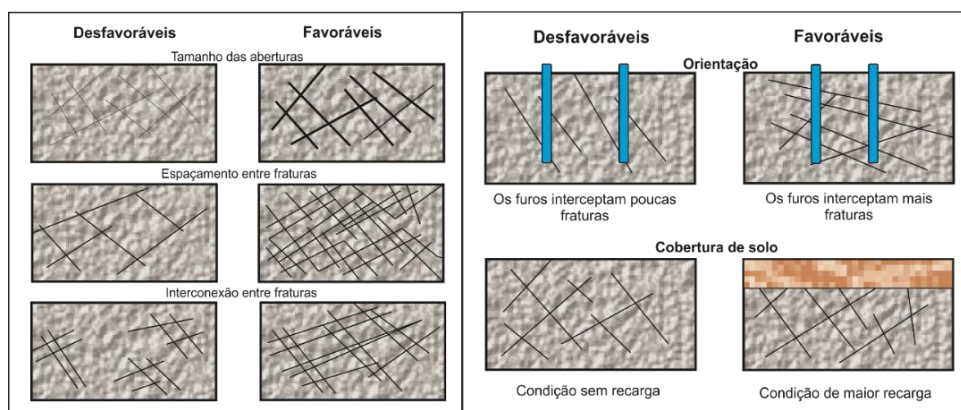 Desfavoráveis
Favoráveis
Tamanho das aberturas
Espaçamento entre fraturas
Interconexão entre fraturas
Desfavoráveis
Favoráveis
Orientação
Os furos interceptam poucas
fraturas
Os furos interceptam mais
fraturas
Cobertura de solo
Condição sem recarga
Condição de maior recarga